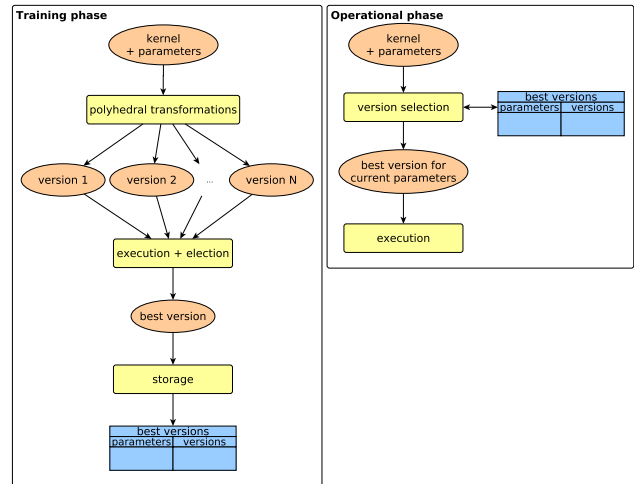 Training phase
kernel
+ parameters
polyhedral transformations
version 1
version 2
...
version N
execution + election
best version
storage
best versions
parameters
versions
Operational phase
kernel
+ parameters
version selection
best versions
parameters
versions
best version for
current parameters
execution